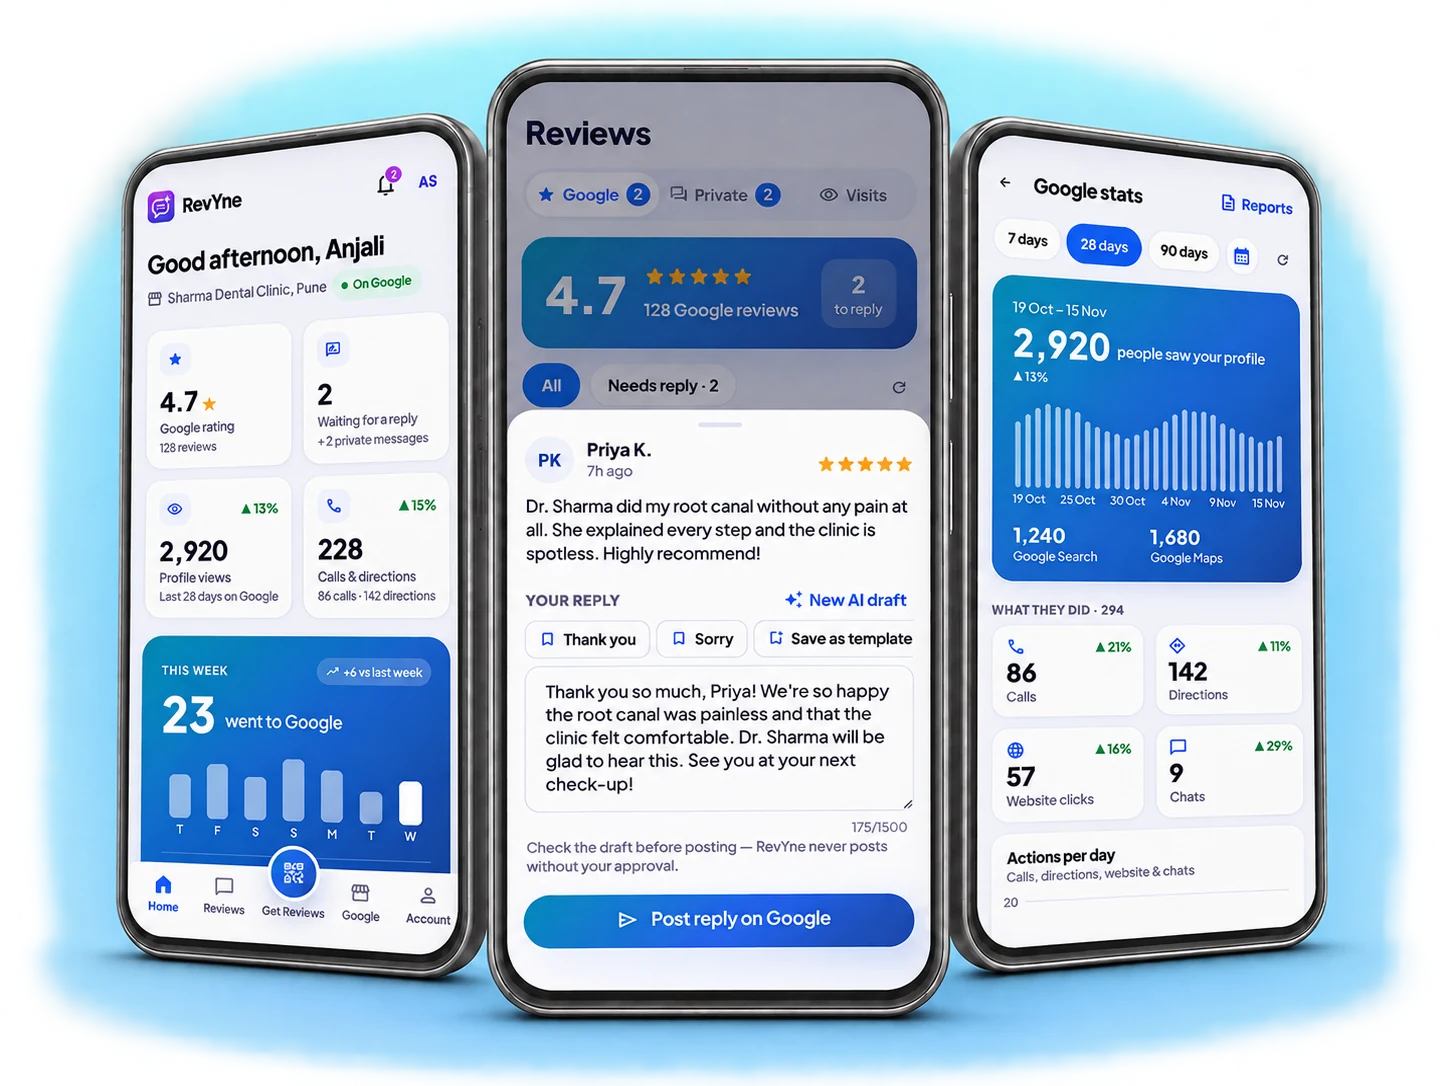 RevYne
2
AS
Good afternoon, Anjali
Sharma Dental Clinic, Pune
On Google
4.7
Google rating
128 reviews
2
Waiting for a reply
+2 private messages
▲13%
2,920
Profile views
Last 28 days on Google
▲15%
228
Calls & directions
86 calls · 142 directions
THIS WEEK
+6 vs last week
23 went to Google
T F S S M T W
Home
Reviews
Get Reviews
Google
Account
Reviews
Google 2
Private 2
Visits
4.7
128 Google reviews
2
to reply
All
Needs reply · 2
PK
Priya K.
7h ago
Dr. Sharma did my root canal without any pain at
all. She explained every step and the clinic is
spotless. Highly recommend!
YOUR REPLY
New AI draft
Thank you
Sorry
Save as template
Thank you so much, Priya! We're so happy
the root canal was painless and that the
clinic felt comfortable. Dr. Sharma will be
glad to hear this. See you at your next
check-up!
175/1500
Check the draft before posting — RevYne never posts
without your approval.
Post reply on Google
Google stats
Reports
7 days
28 days
90 days
19 Oct – 15 Nov
2,920 people saw your profile
▲13%
19 Oct 25 Oct 30 Oct 4 Nov 9 Nov 15 Nov
1,240
Google Search
1,680
Google Maps
WHAT THEY DID · 294
▲21%
86
Calls
▲11%
142
Directions
▲16%
57
Website clicks
▲29%
9
Chats
Actions per day
Calls, directions, website & chats
20